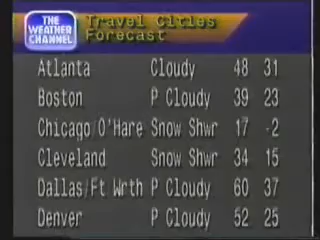 THE
WEATHER
CHANNEL
Travel Cities
Forecast
Atlanta Cloudy 48 31
Boston P Cloudy 39 23
Chicago/O'Hare Snow Shwr 17 -2
Cleveland Snow Shwr 34 15
Dallas/Ft Wrth P Cloudy 60 37
Denver P Cloudy 52 25